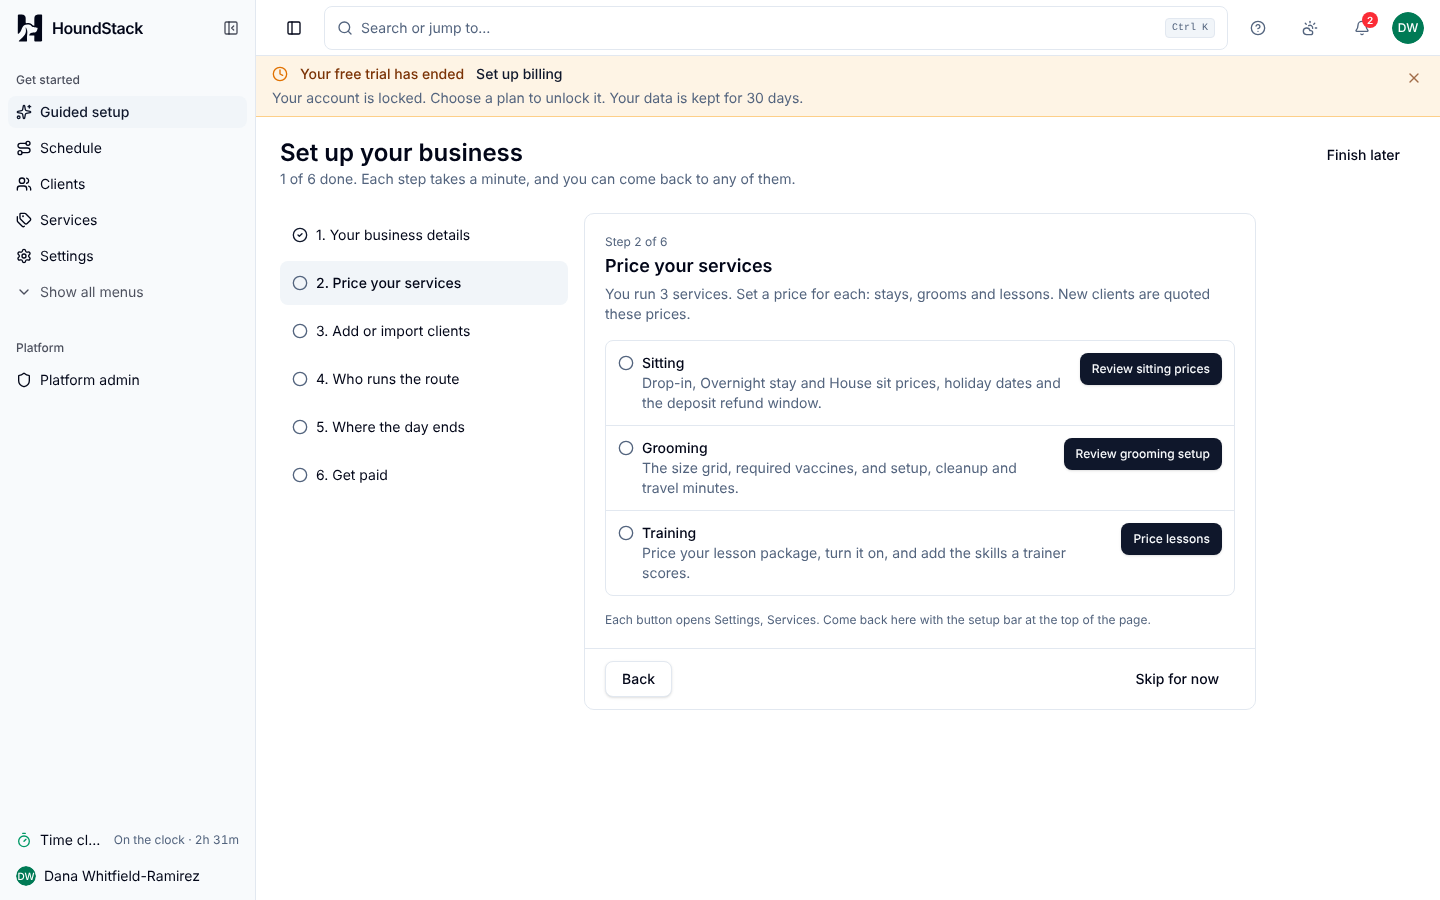 HoundStack
Search or jump to...
Ctrl K
2
DW
Get started
Guided setup
Schedule
Clients
Services
Settings
Show all menus
Platform
Platform admin
Time cl...
On the clock · 2h 31m
DW
Dana Whitfield-Ramirez
Your free trial has ended
Set up billing
Your account is locked. Choose a plan to unlock it. Your data is kept for 30 days.
Set up your business
1 of 6 done. Each step takes a minute, and you can come back to any of them.
Finish later
1. Your business details
2. Price your services
3. Add or import clients
4. Who runs the route
5. Where the day ends
6. Get paid
Step 2 of 6
Price your services
You run 3 services. Set a price for each: stays, grooms and lessons. New clients are quoted
these prices.
Sitting
Drop-in, Overnight stay and House sit prices, holiday dates and
the deposit refund window.
Review sitting prices
Grooming
The size grid, required vaccines, and setup, cleanup and
travel minutes.
Review grooming setup
Training
Price your lesson package, turn it on, and add the skills a trainer
scores.
Price lessons
Each button opens Settings, Services. Come back here with the setup bar at the top of the page.
Back
Skip for now